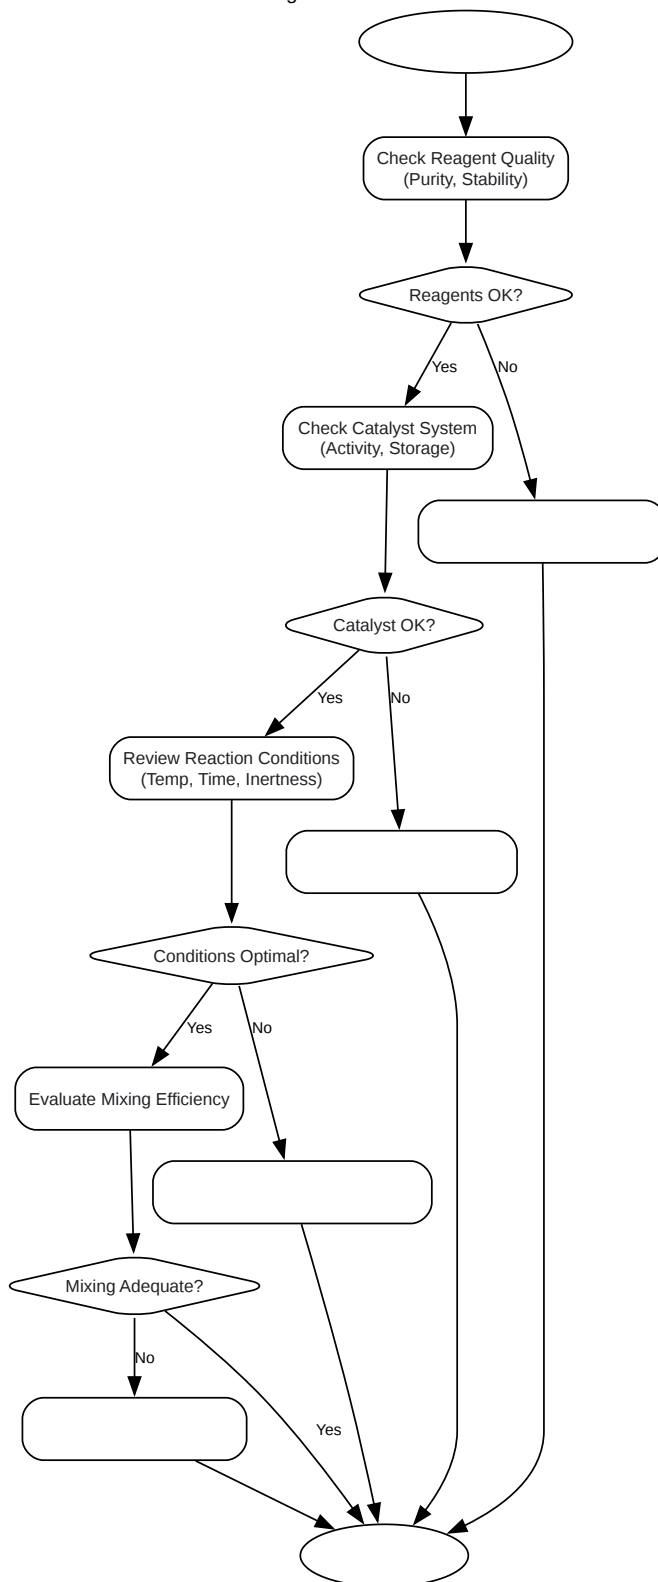 Check Reagent Quality
(Purity, Stability)
Reagents OK?
Yes
No
Check Catalyst System
(Activity, Storage)
Catalyst OK?
Yes
No
Review Reaction Conditions
(Temp, Time, Inertness)
Conditions Optimal?
Yes
No
Evaluate Mixing Efficiency
Mixing Adequate?
No
Yes